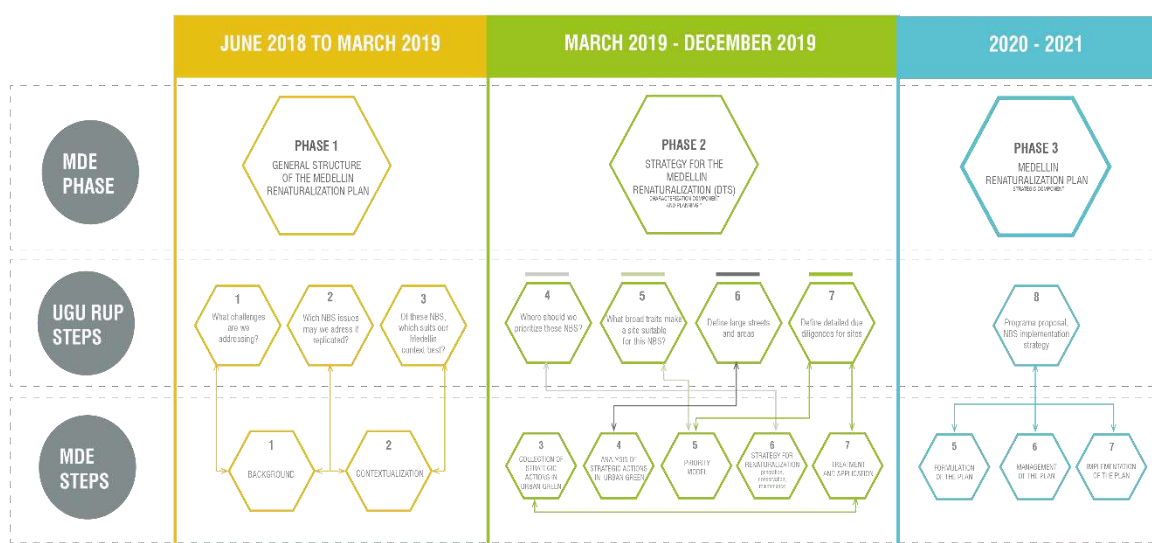 JUNE 2018 TO MARCH 2019
MARCH 2019 - DECEMBER 2019
2020 - 2021
MDE
PHASE
PHASE 1
GENERAL STRUCTURE
OF THE MEDELLIN
RENATURALIZATION PLAN
PHASE 2
STRATEGY FOR THE
MEDELLIN
RENATURALIZATION (DTS)
CHARACTERISATION COMPONENT
AND PLANNING
PHASE 3
MEDELLIN
RENATURALIZATION PLAN
STRATEGIC COMPONENT
UGU RUP
STEPS
1
What challenges
are we
addressing?
2
Wich NBS issues
may we adress if
replicated?
3
Of these NBS,
which suits our
Medellin
context best?
4
Where should we
prioritize these NBS?
5
What broad traits make
a site suitable
for this NBS?
6
Define large streets
and areas
7
Define detailed due
diligences for sites
8
Programa proposal,
NBS implementation
strategy
MDE
STEPS
1
BACKGROUND
2
CONTEXTUALIZATION
3
COLLECTION OF
STRATEGIC
ACTIONS IN
URBAN GREEN
4
ANALYSIS OF
STRATEGIC ACTIONS
IN URBAN GREEN
5
PRIORITY
MODEL
6
STRATEGY FOR
RENATURALIZATION
7
TREATMENT
AND APPLICATION
5
FORMULATION
OF THE PLAN
6
MANAGEMENT
OF THE PLAN
7
IMPLEMENTATION
OF THE PLAN